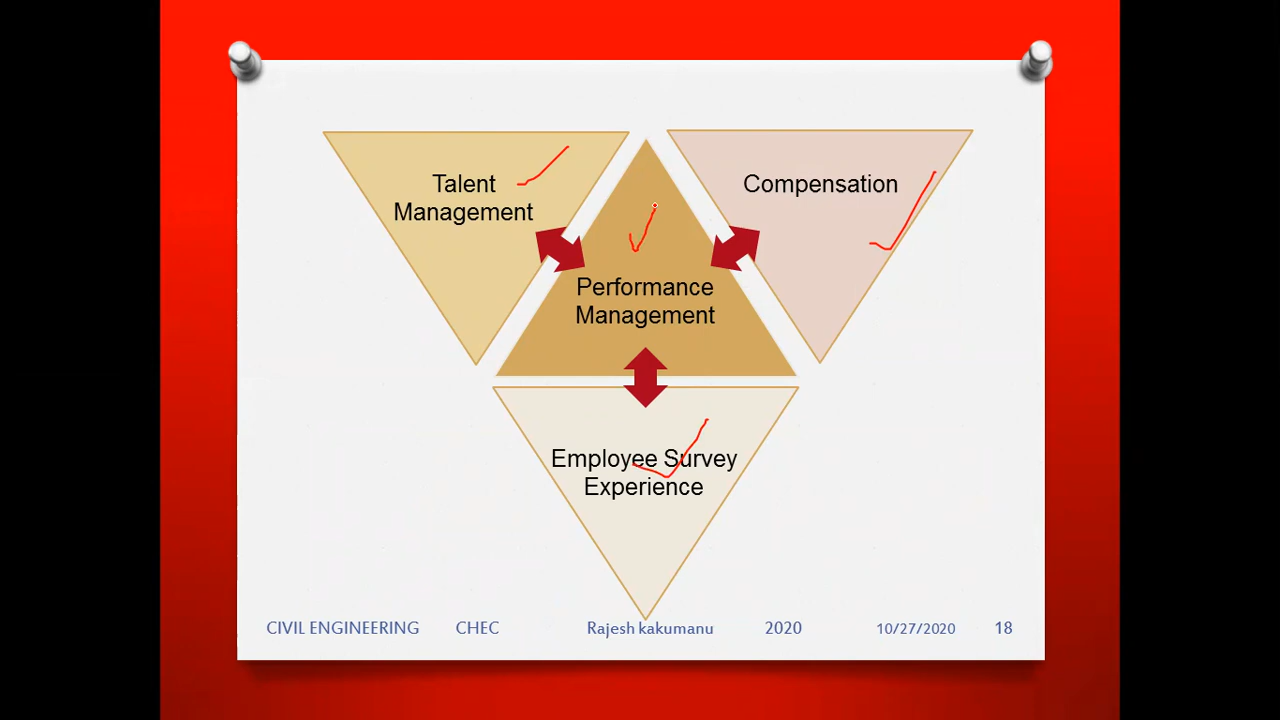 Talent
Management
Compensation
Performance
Management
Employee Survey
Experience
CIVIL ENGINEERING CHEC Rajesh kakumanu 2020 10/27/2020 18